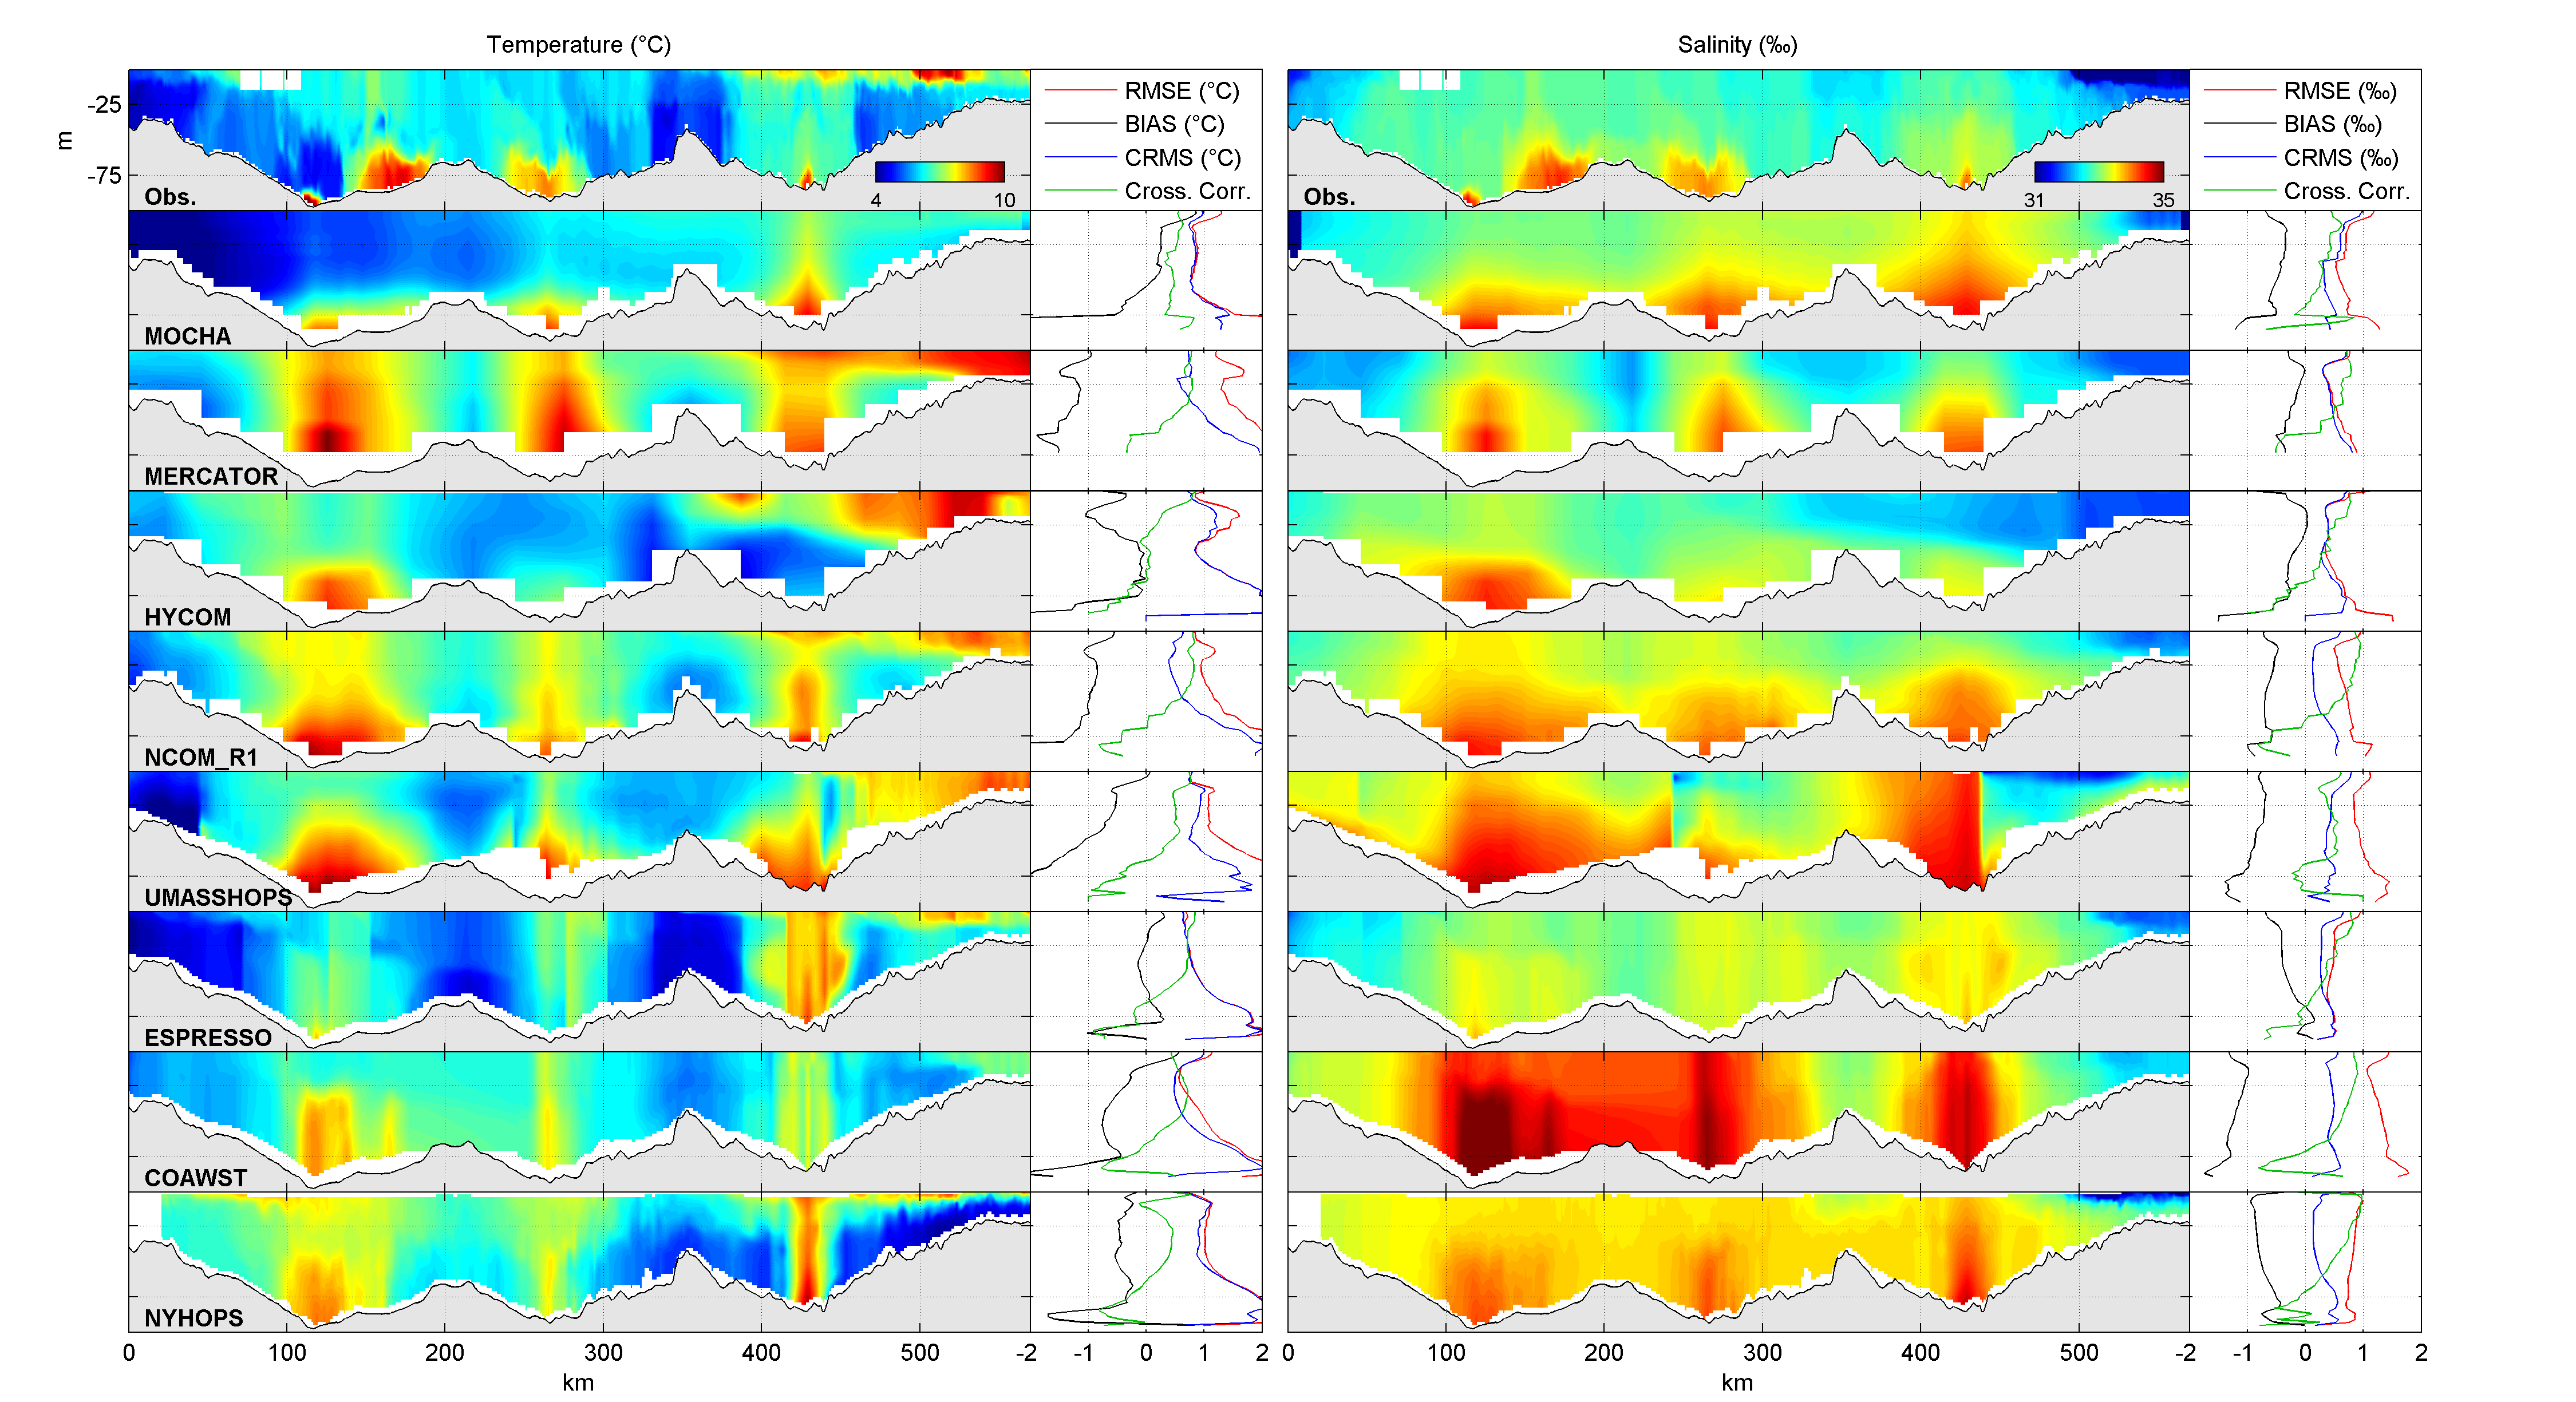 Temperature (°C)
Salinity (‰)
-25
-75
m
Obs.
4
10
RMSE (°C)
BIAS (°C)
CRMS (°C)
Cross. Corr.
Obs.
31
35
RMSE (‰)
BIAS (‰)
CRMS (‰)
Cross. Corr.
MOCHA
MERCATOR
HYCOM
NCOM_R1
UMASSHOPS
ESPRESSO
COAWST
NYHOPS
0 100 200 300 400 500 -2 -1 0 1 2 0 100 200 300 400 500 -2 -1 0 1 2
km
km